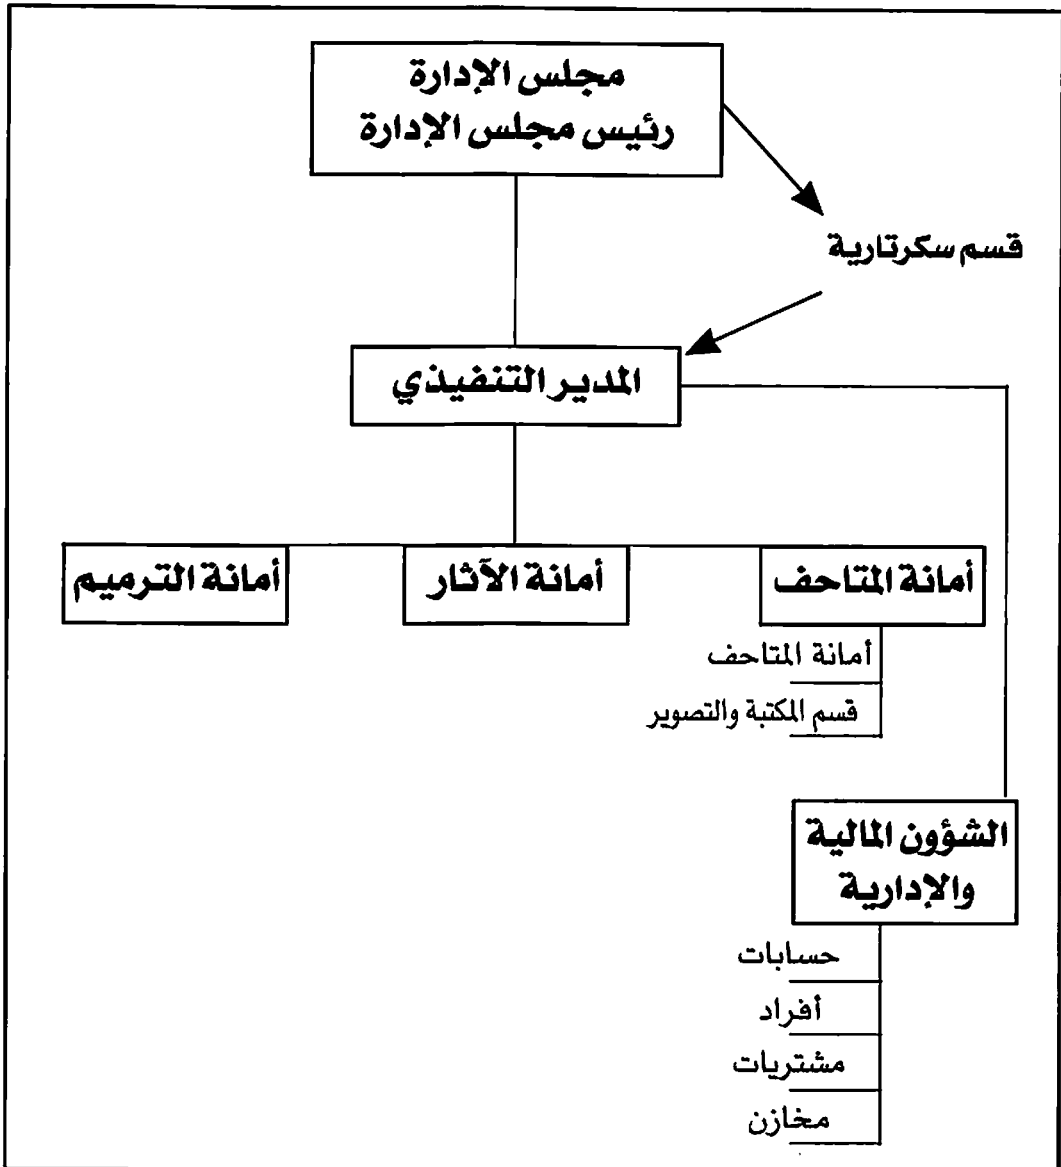 مجلس الإدارة
رئيس مجلس الإدارة
قسم سكرتارية
المدير التنفيذي
أمانة المتاحف
أمانة الآثار
أمانة الترميم
أمانة المتاحف
قسم المكتبة والتصوير
الشؤون المالية
والإدارية
حسابات
أفراد
مشتريات
مخازن